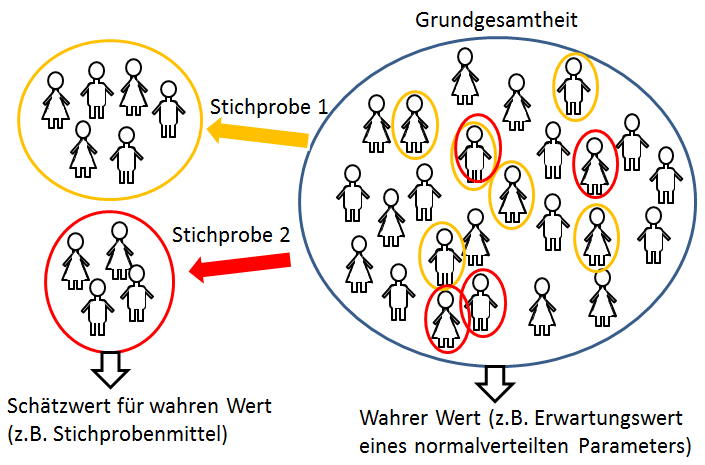 Grundgesamtheit
Stichprobe 1
Stichprobe 2
Schätzwert für wahren Wert
(z.B. Stichprobenmittel)
Wahrer Wert (z.B. Erwartungswert
eines normalverteilten Parameters)